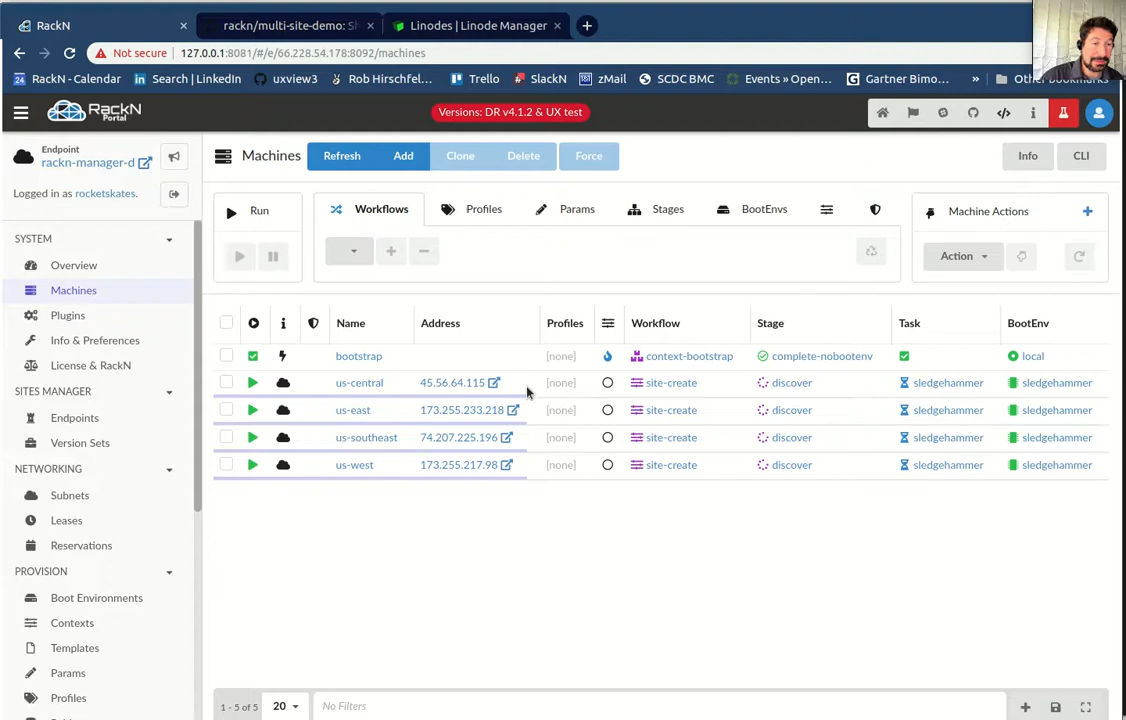 RackN
rackn/multi-site-demo: Sh
Linodes | Linode Manager
Not secure
127.0.0.1:8081/#/e/66.228.54.178:8092/machines
RackN - Calendar
Search | LinkedIn
uxview3
Rob Hirschfel...
Trello
SlackN
zMail
SCDC BMC
Events » Open...
Gartner Bimo...
»
Other Bookmarks
RackN
Portal
Versions: DR v4.1.2 & UX test
Endpoint
rackn-manager-d
Logged in as rocketskates.
SYSTEM
Overview
Machines
Plugins
Info & Preferences
License & RackN
SITES MANAGER
Endpoints
Version Sets
NETWORKING
Subnets
Leases
Reservations
PROVISION
Boot Environments
Contexts
Templates
Params
Profiles
Machines
Refresh
Add
Clone
Delete
Force
Info
CLI
Run
Workflows
Profiles
Params
Stages
BootEnvs
Machine Actions
Action
Name Address Profiles Workflow Stage Task BootEnv
bootstrap [none] context-bootstrap complete-nobootenv local
us-central 45.56.64.115 [none] site-create discover sledgehammer sledgehammer
us-east 173.255.233.218 [none] site-create discover sledgehammer sledgehammer
us-southeast 74.207.225.196 [none] site-create discover sledgehammer sledgehammer
us-west 173.255.217.98 [none] site-create discover sledgehammer sledgehammer
1 - 5 of 5
20
No Filters